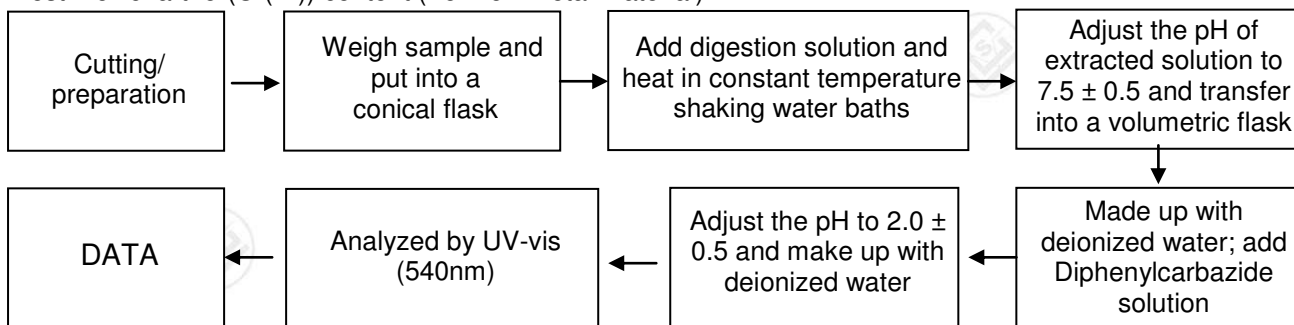 Cutting/
preparation
Weigh sample and
put into a
conical flask
Add digestion solution and
heat in constant temperature
shaking water baths
Adjust the pH of
extracted solution to
7.5 ± 0.5 and transfer
into a volumetric flask
Made up with
deionized water; add
Diphenylcarbazide
solution
Adjust the pH to 2.0 ±
0.5 and make up with
deionized water
Analyzed by UV-vis
(540nm)
DATA